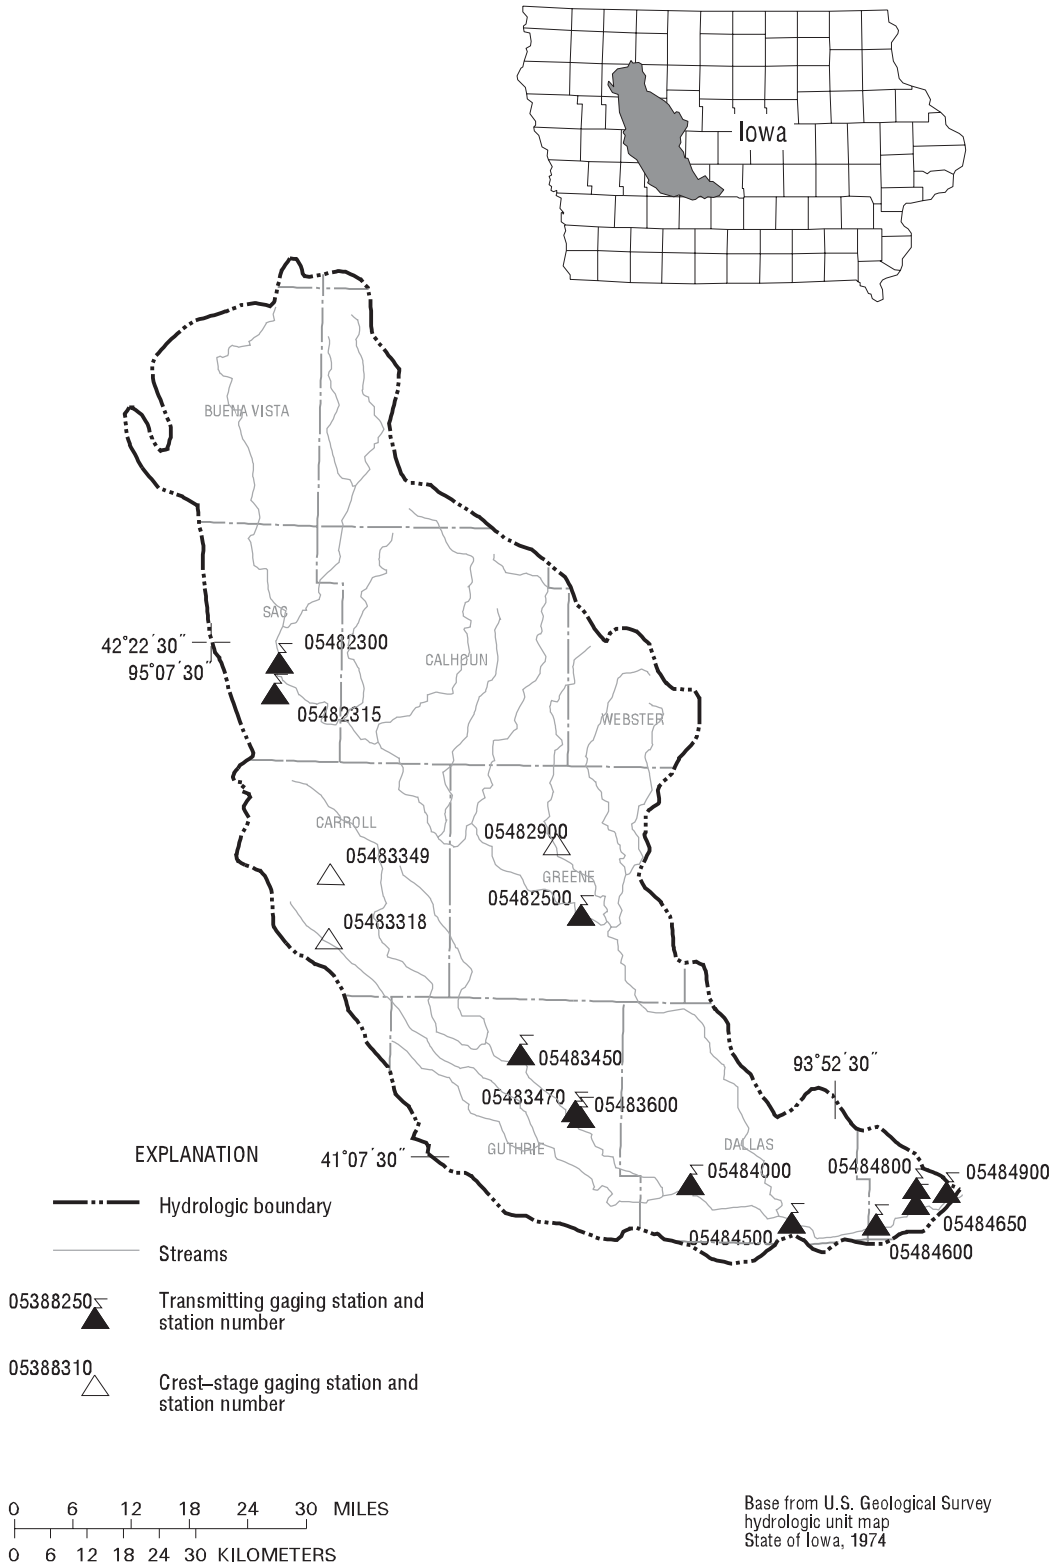 Iowa
BUENA VISTA
SAC
42°22′30″
05482300
95°07′30″
CALHOUN
05482315
WEBSTER
CARROLL
05482900
05483349
GREENE
05482500
05483318
05483450
93°52′30″
05483470
05483600
GUTHRIE
DALLAS
EXPLANATION
41°07′30″
05484000
05484800
05484900
Hydrologic boundary
05484650
05484500
05484600
Streams
05388250
Transmitting gaging station and
station number
05388310
Crest–stage gaging station and
station number
0 6 12 18 24 30 MILES
0 6 12 18 24 30 KILOMETERS
Base from U.S. Geological Survey
hydrologic unit map
State of Iowa, 1974